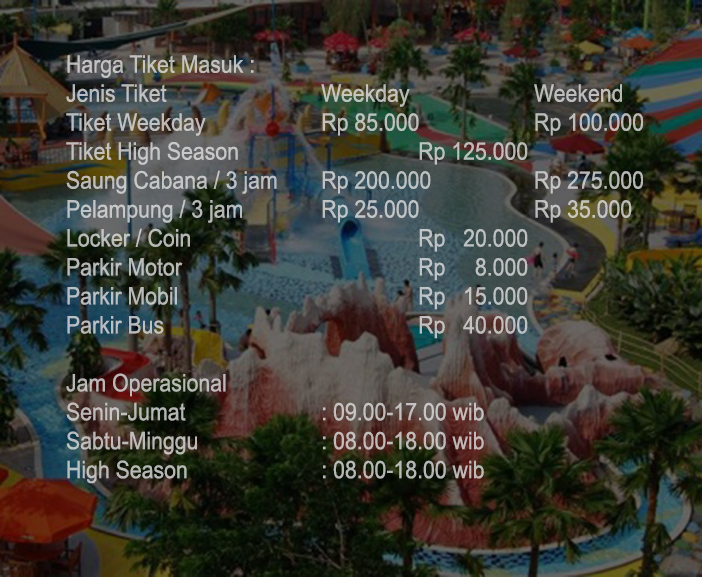 Harga Tiket Masuk :
Jenis Tiket Weekday Weekend
Tiket Weekday Rp 85.000 Rp 100.000
Tiket High Season Rp 125.000
Saung Cabana / 3 jam Rp 200.000 Rp 275.000
Pelampung / 3 jam Rp 25.000 Rp 35.000
Locker / Coin Rp 20.000
Parkir Motor Rp 8.000
Parkir Mobil Rp 15.000
Parkir Bus Rp 40.000
Jam Operasional
Senin-Jumat : 09.00-17.00 wib
Sabtu-Minggu : 08.00-18.00 wib
High Season : 08.00-18.00 wib